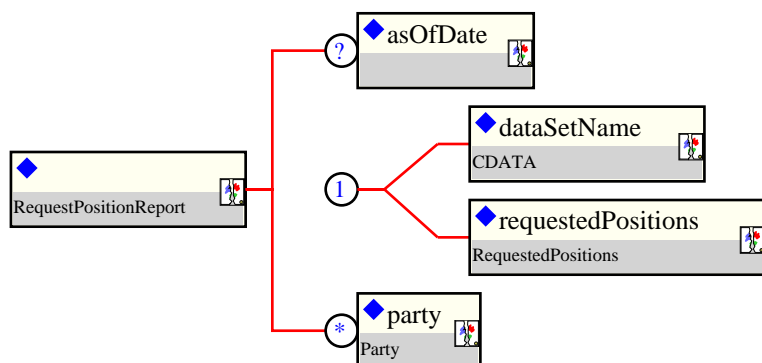 ?
asOfDate
dataSetName
CDATA
RequestPositionReport
1
requestedPositions
RequestedPositions
*
party
Party